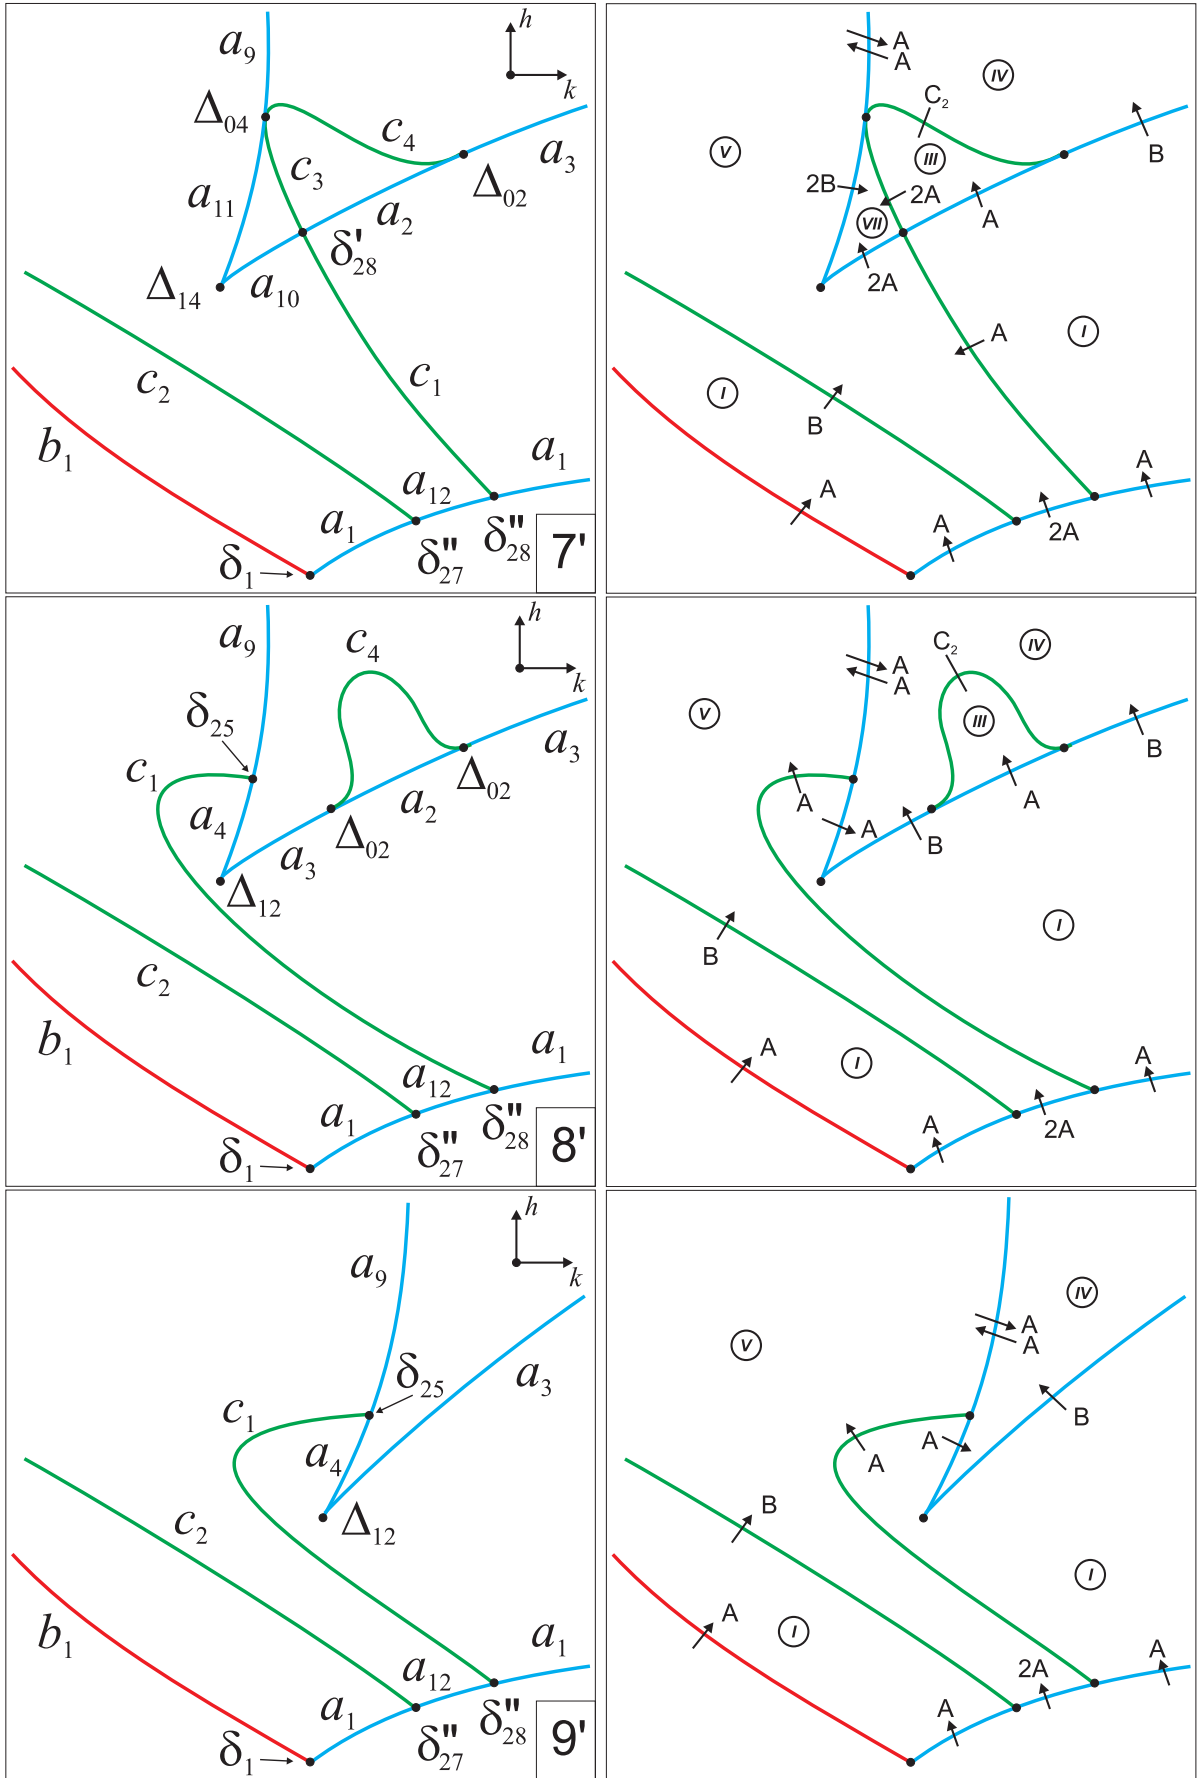 a₉
h
k
Δ₀₄
c₄
a₃
c₃
Δ₀₂
a₁₁
a₂
δ'₂₈
Δ₁₄
a₁₀
c₂
c₁
b₁
a₁
a₁₂
a₁
δ₁
δ''₂₇
δ''₂₈
7'
A
A
IV
C₂
V
III
B
2B
2A
VII
A
2A
I
A
I
B
A
A
A
2A
a₉
c₄
h
k
δ₂₅
c₁
a₃
Δ₀₂
a₄
a₂
Δ₀₂
a₃
Δ₁₂
c₂
b₁
a₁
a₁₂
a₁
δ₁
δ''₂₇
δ''₂₈
8'
C₂
IV
A
A
V
III
B
A
A
A
B
I
B
A
I
A
A
2A
h
k
a₉
a₃
δ₂₅
c₁
a₄
Δ₁₂
c₂
b₁
a₁
a₁₂
a₁
δ₁
δ''₂₇
δ''₂₈
9'
IV
A
A
V
B
A
A
B
I
A
I
A
2A
A